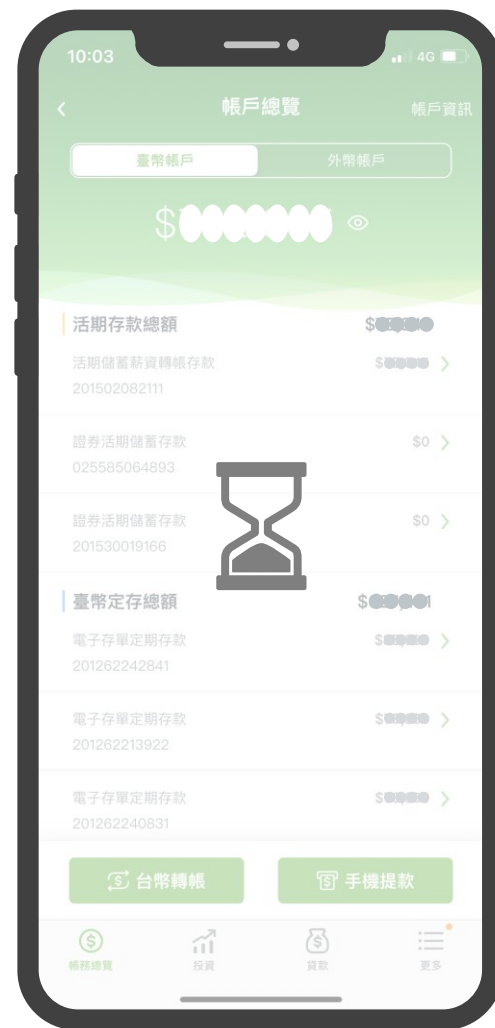 10:03
4G
帳戶總覽
帳戶資訊
臺幣帳戶
外幣帳戶
$
活期存款總額
$
活期儲蓄薪資轉帳存款
$
201502082111
證券活期儲蓄存款
$0
025585064893
證券活期儲蓄存款
$0
201530019166
臺幣定存總額
$
電子存單定期存款
$
201262242841
電子存單定期存款
$
201262213922
電子存單定期存款
$
201262240831
台幣轉帳
手機提款
帳務總覽
投資
貸款
更多